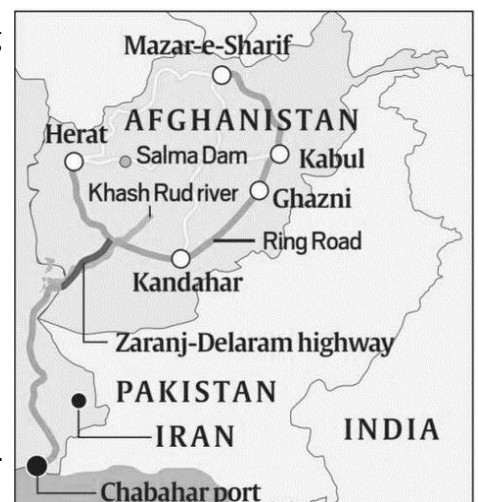 Mazar-e-Sharif
AFGHANISTAN
Herat
Salma Dam
Kabul
Khash Rud river
Ghazni
Ring Road
Kandahar
Zaranj-Delaram highway
PAKISTAN
IRAN
INDIA
Chabahar port